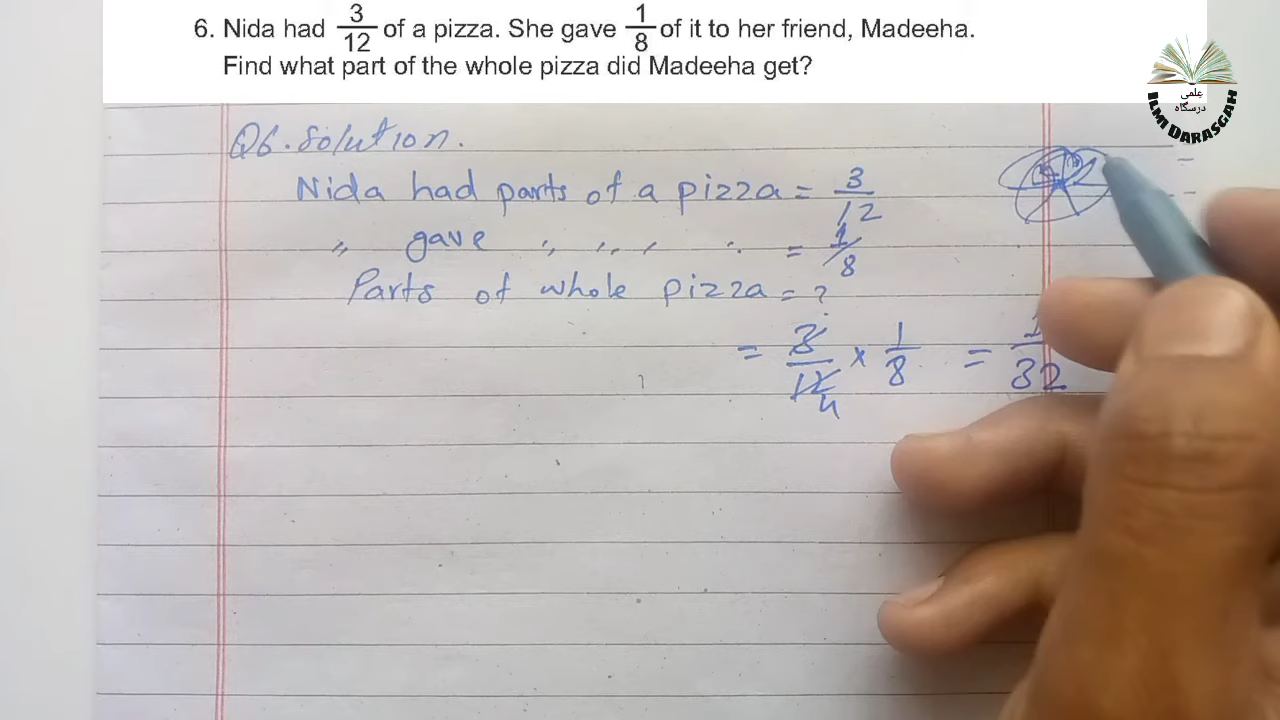 6. Nida had 3/12 of a pizza. She gave 1/8 of it to her friend, Madeeha.
Find what part of the whole pizza did Madeeha get?
علمی
درسگاہ
ILMI DARASGAH
Q6. Solution.
Nida had parts of a pizza = 3/12
〃 gave 〃 〃 〃 〃 = 1/8
Parts of whole pizza = ?
= 3/12 4 × 1/8 = 1/32